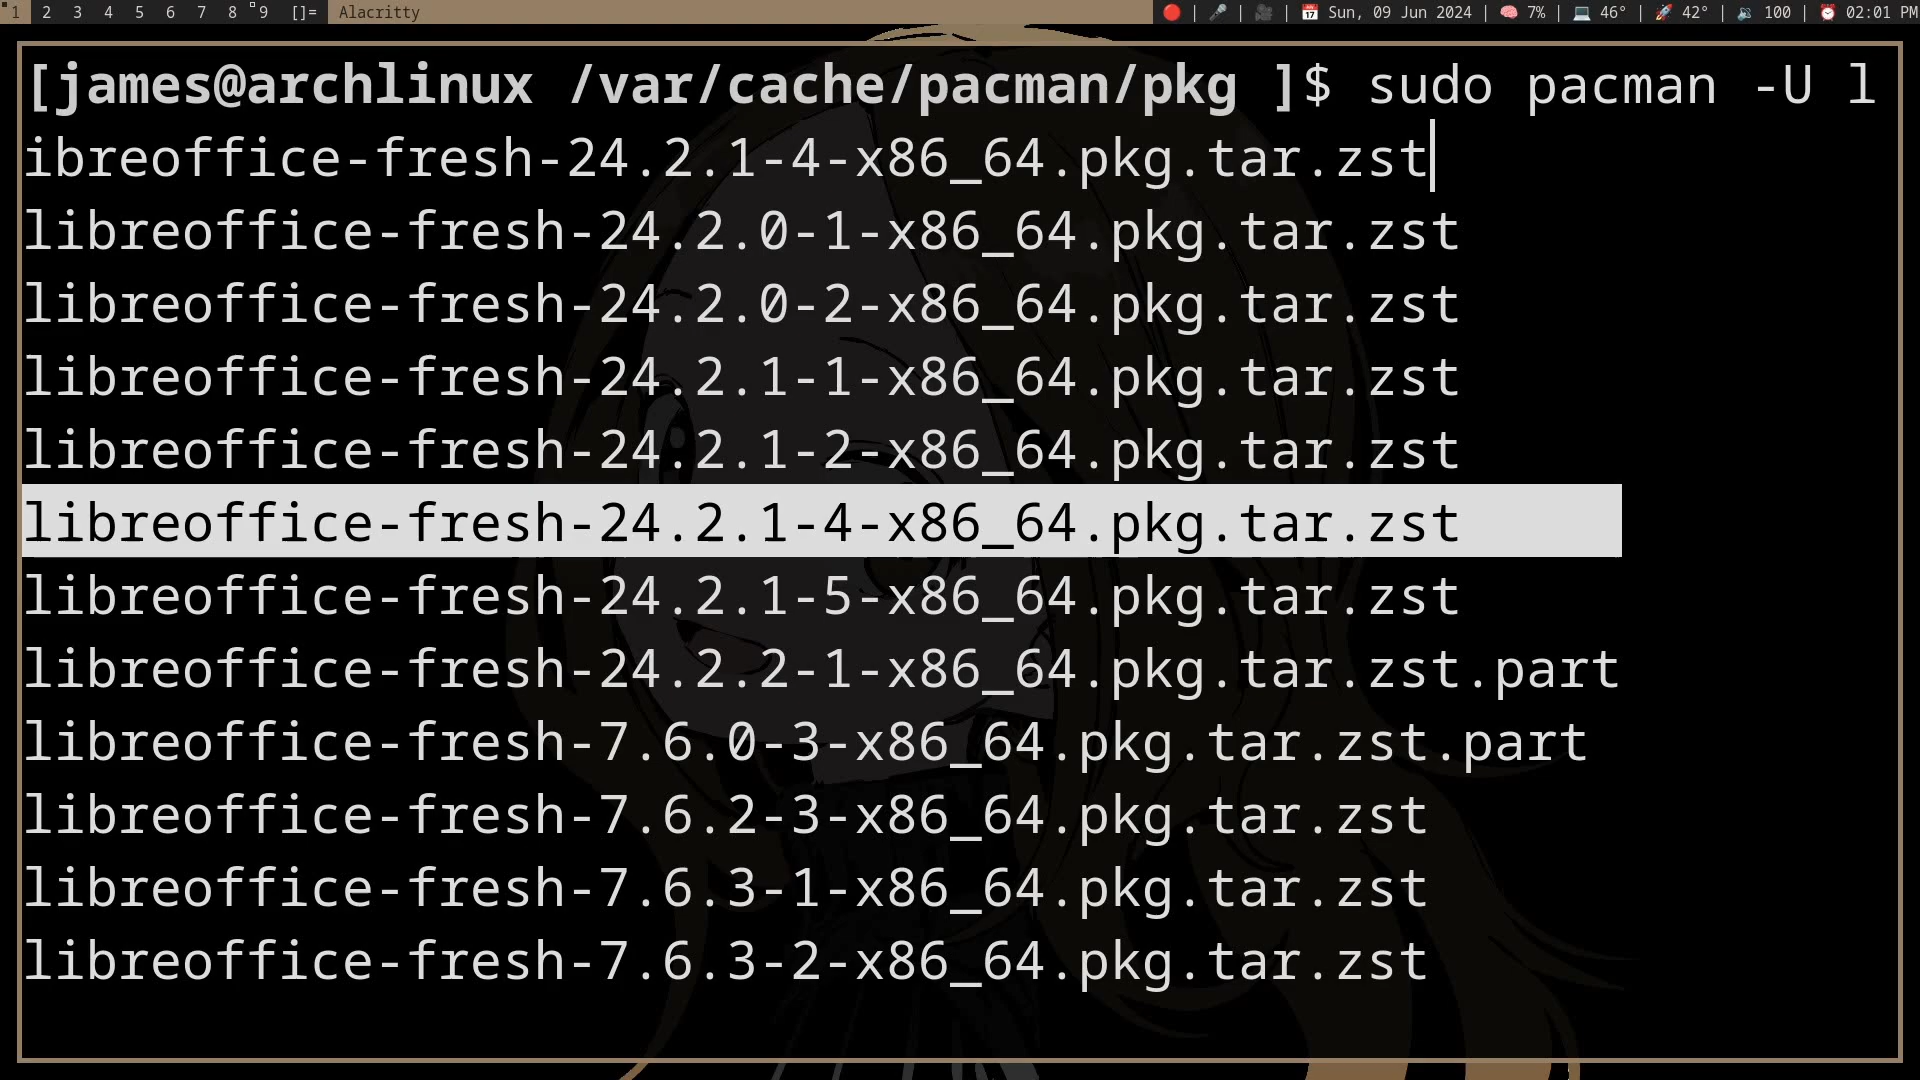 1 2 3 4 5 6 7 8 9 []= Alacritty | | | Sun, 09 Jun 2024 | 7% | 46° | 42° | 100 | 02:01 PM
[james@archlinux /var/cache/pacman/pkg ]$ sudo pacman -U l
ibreoffice-fresh-24.2.1-4-x86_64.pkg.tar.zst
libreoffice-fresh-24.2.0-1-x86_64.pkg.tar.zst
libreoffice-fresh-24.2.0-2-x86_64.pkg.tar.zst
libreoffice-fresh-24.2.1-1-x86_64.pkg.tar.zst
libreoffice-fresh-24.2.1-2-x86_64.pkg.tar.zst
libreoffice-fresh-24.2.1-4-x86_64.pkg.tar.zst
libreoffice-fresh-24.2.1-5-x86_64.pkg.tar.zst
libreoffice-fresh-24.2.2-1-x86_64.pkg.tar.zst.part
libreoffice-fresh-7.6.0-3-x86_64.pkg.tar.zst.part
libreoffice-fresh-7.6.2-3-x86_64.pkg.tar.zst
libreoffice-fresh-7.6.3-1-x86_64.pkg.tar.zst
libreoffice-fresh-7.6.3-2-x86_64.pkg.tar.zst